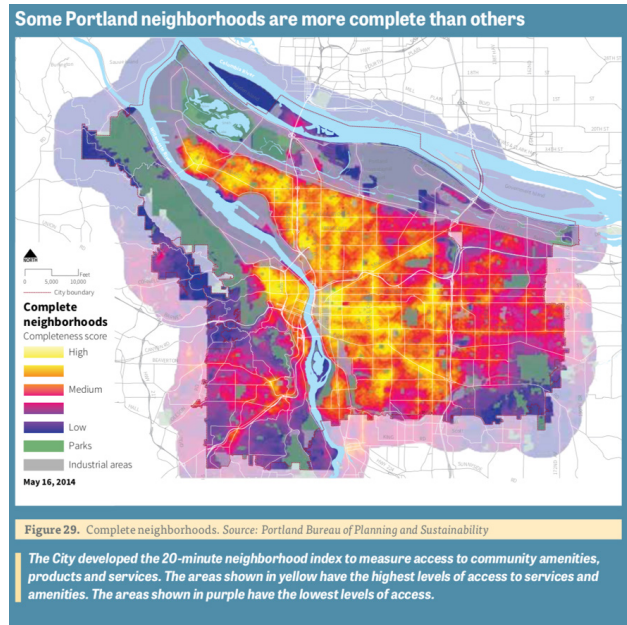 Some Portland neighborhoods are more complete than others
NORTH
Feet
0 5,000 10,000
City boundary
Complete
neighborhoods
Completeness score
High
Medium
Low
Parks
Industrial areas
May 16, 2014
Figure 29. Complete neighborhoods. Source: Portland Bureau of Planning and Sustainability
The City developed the 20-minute neighborhood index to measure access to community amenities,
products and services. The areas shown in yellow have the highest levels of access to services and
amenities. The areas shown in purple have the lowest levels of access.